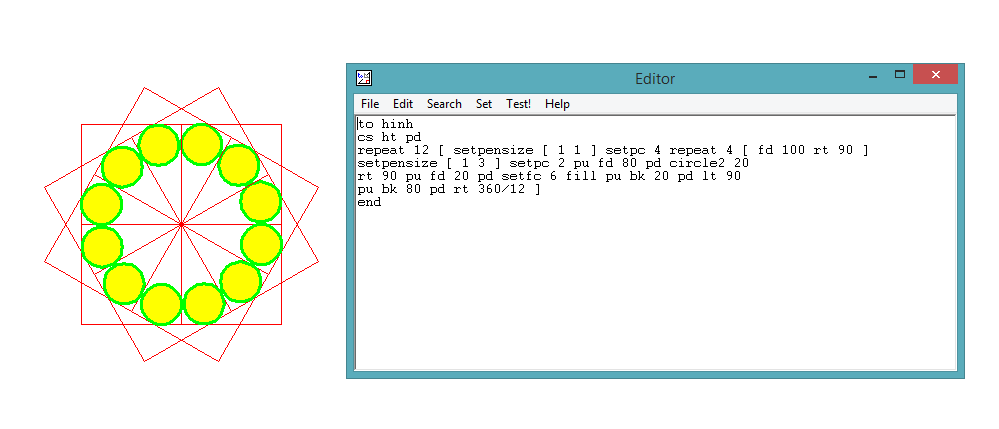 Editor
File Edit Search Set Test! Help
to hinh
cs ht pd
repeat 12 [ setpensize [ 1 1 ] setpc 4 repeat 4 [ fd 100 rt 90 ]
setpensize [ 1 3 ] setpc 2 pu fd 80 pd circle2 20
rt 90 pu fd 20 pd setfc 6 fill pu bk 20 pd lt 90
pu bk 80 pd rt 360/12 ]
end